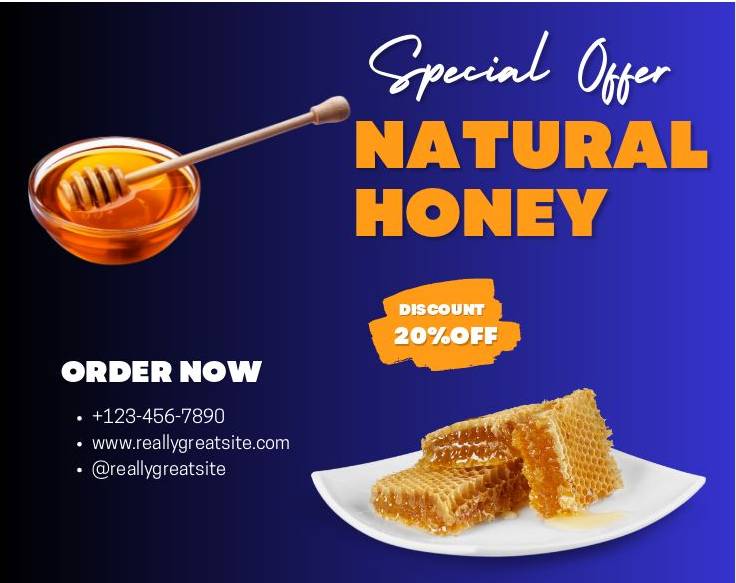 Special Offer
NATURAL
HONEY
DISCOUNT
20%OFF
ORDER NOW
• +123-456-7890
• www.reallygreatsite.com
• @reallygreatsite